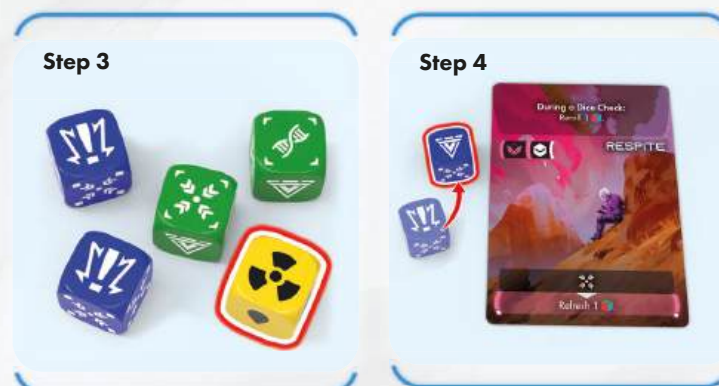 Step 3
Step 4
During a Dice Check:
Reroll 1
RESPITE
Refresh 1